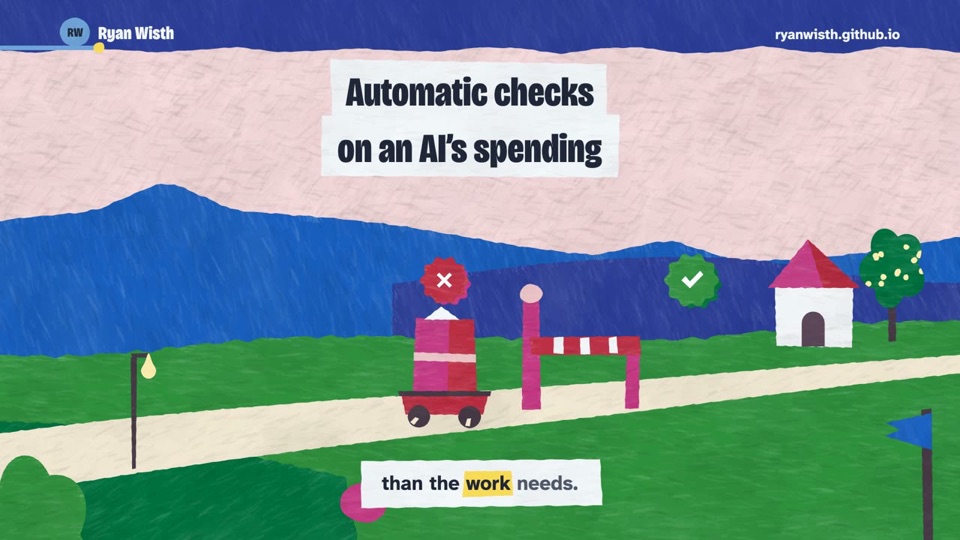 RW
Ryan Wisth
ryanwisth.github.io
Automatic checks
on an AI's spending
than the work needs.